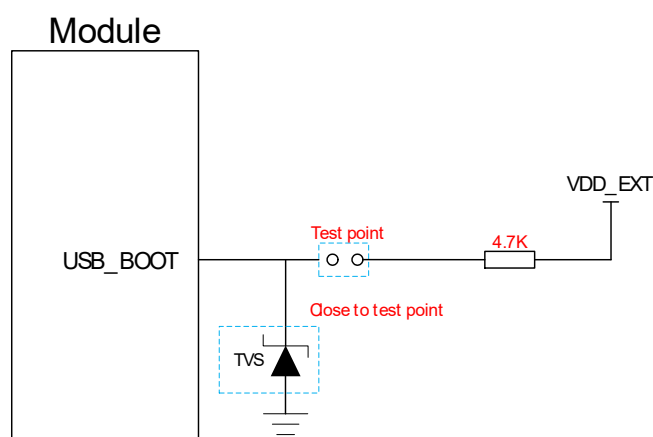 Module
VDD_EXT
Test point
4.7K
USB_BOOT
Close to test point
TVS